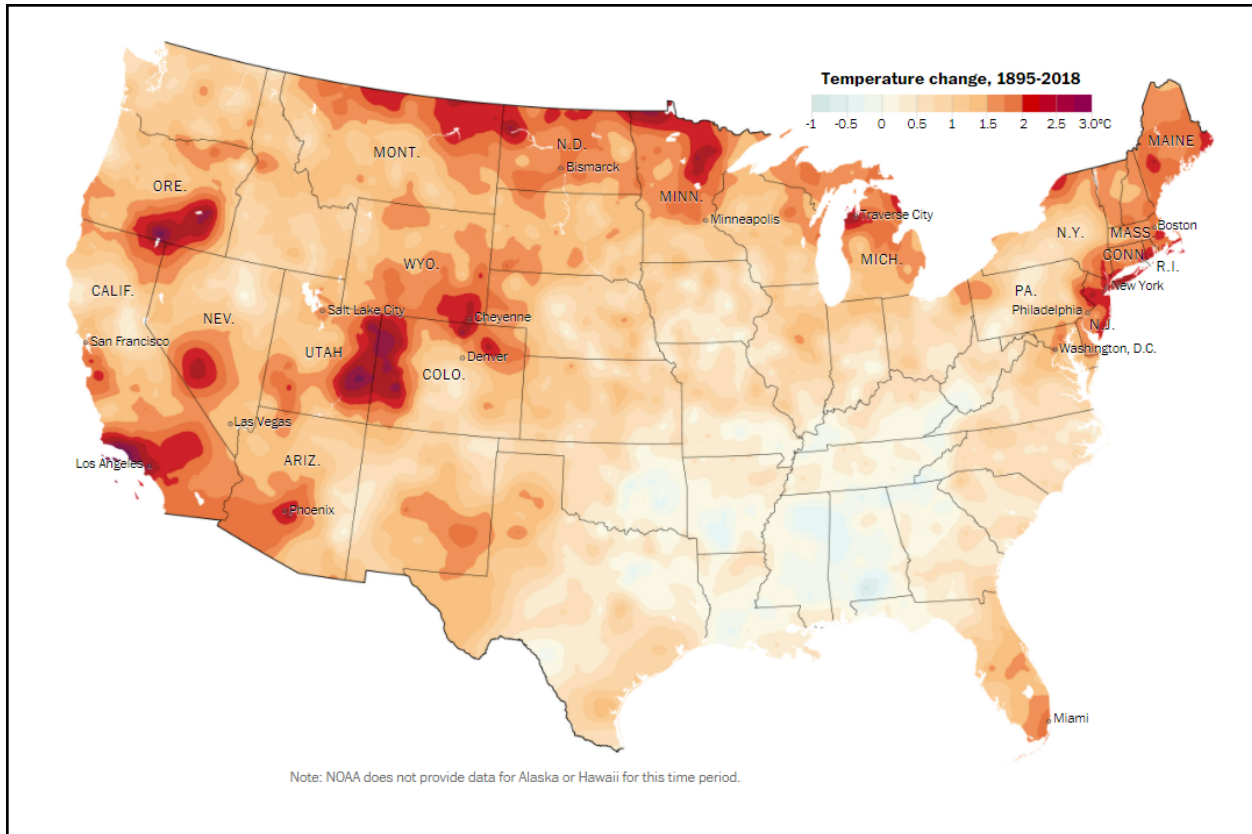 Temperature change, 1895-2018
-1 -0.5 0 0.5 1 1.5 2 2.5 3.0°C
MAINE
MONT.
N.D.
Bismarck
ORE.
MINN.
Minneapolis
Traverse City
N.Y.
MASS.
Boston
CONN.
R.I.
WYO.
MICH.
CALIF.
PA.
New York
Salt Lake City
Cheyenne
Philadelphia
NEV.
N.J.
San Francisco
UTAH
Denver
Washington, D.C.
COLO.
Las Vegas
ARIZ.
Los Angeles
Phoenix
Miami
Note: NOAA does not provide data for Alaska or Hawaii for this time period.